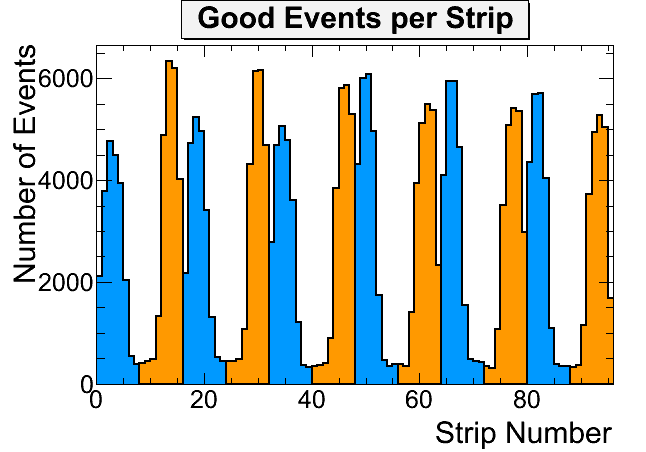 Good Events per Strip
Number of Events
6000
4000
2000
0
0 20 40 60 80
Strip Number